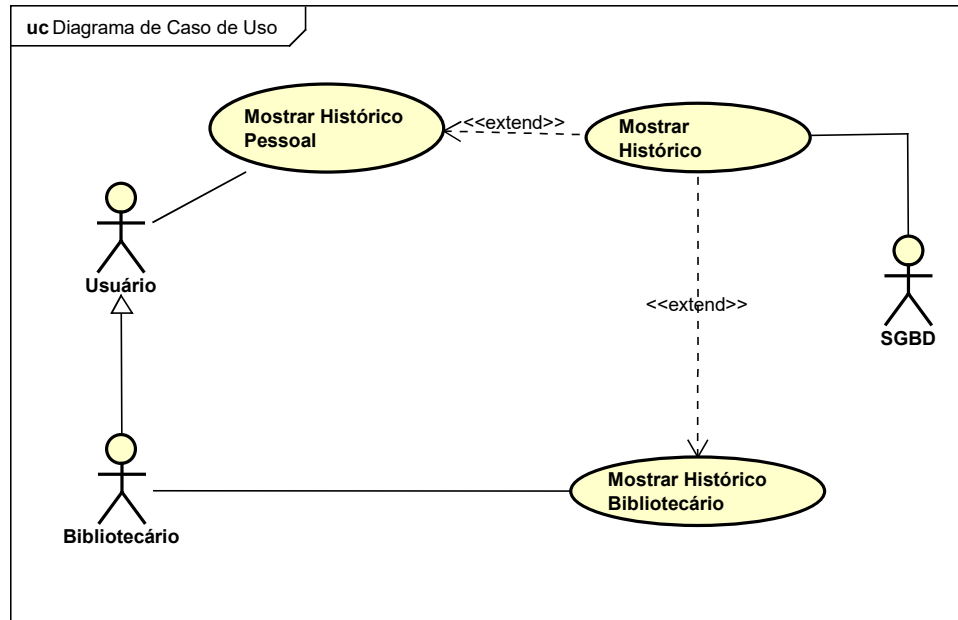 uc Diagrama de Caso de Uso
Mostrar Histórico
Pessoal
<<extend>>
Mostrar
Histórico
Usuário
<<extend>>
SGBD
Mostrar Histórico
Bibliotecário
Bibliotecário